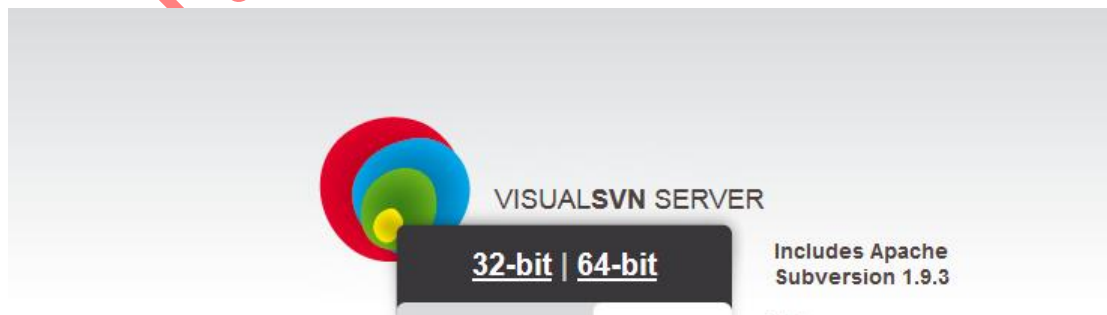 VISUALSVN SERVER
32-bit | 64-bit
Includes Apache
Subversion 1.9.3